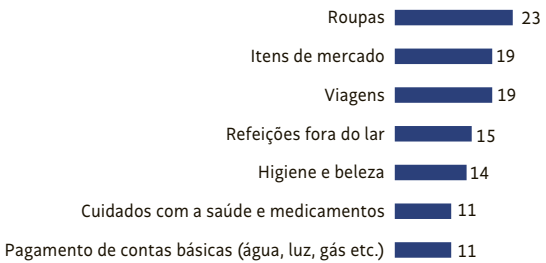 Roupas 23
Itens de mercado 19
Viagens 19
Refeições fora do lar 15
Higiene e beleza 14
Cuidados com a saúde e medicamentos 11
Pagamento de contas básicas (água, luz, gás etc.) 11